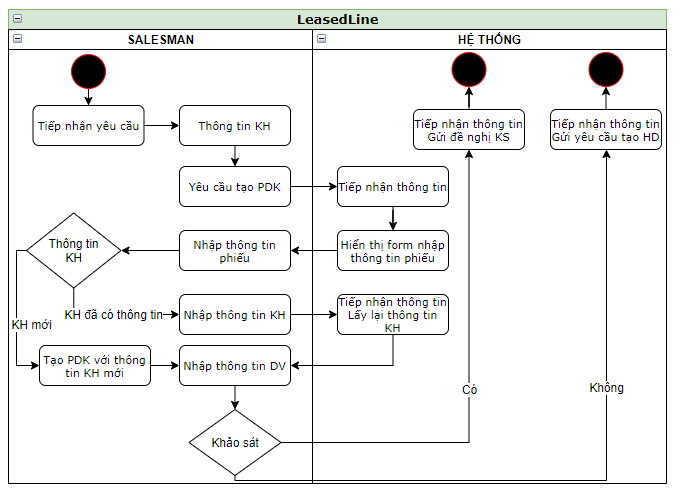 LeasedLine
SALESMAN
HỆ THỐNG
Tiếp nhận yêu cầu
Thông tin KH
Tiếp nhận thông tin
Gửi đề nghị KS
Tiếp nhận thông tin
Gửi yêu cầu tạo HD
Yêu cầu tạo PDK
Tiếp nhận thông tin
Thông tin
KH
Nhập thông tin
phiếu
Hiển thị form nhập
thông tin phiếu
KH mới
KH đã có thông tin
Nhập thông tin KH
Tiếp nhận thông tin
Lấy lại thông tin
KH
Tạo PDK với thông
tin KH mới
Nhập thông tin DV
Có
Không
Khảo sát